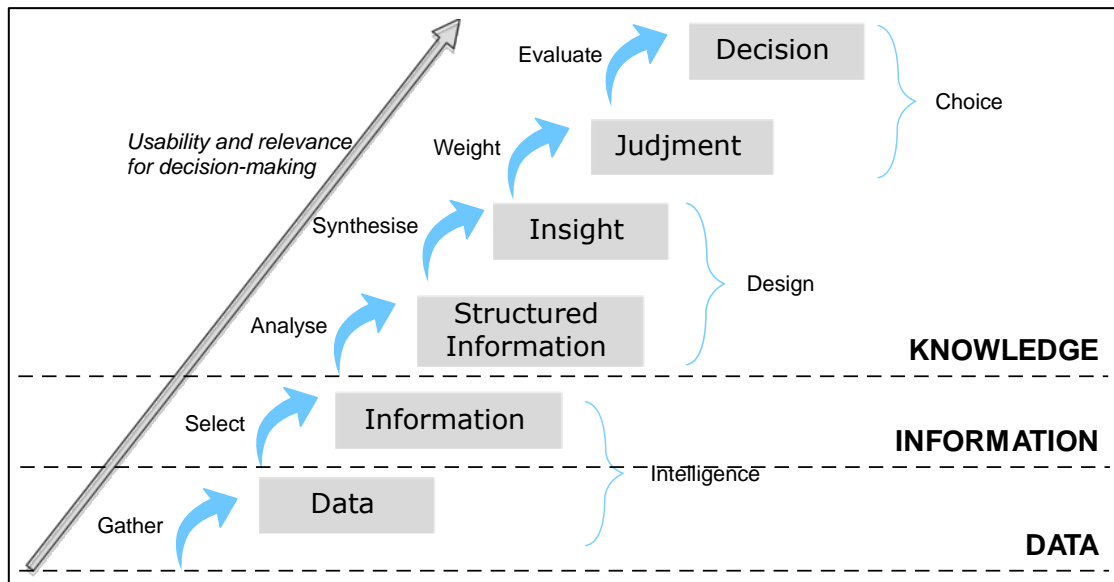 Evaluate
Decision
Choice
Usability and relevance
for decision-making
Weight
Judjment
Synthesise
Insight
Design
Analyse
Structured
Information
KNOWLEDGE
Select
Information
INFORMATION
Intelligence
Gather
Data
DATA